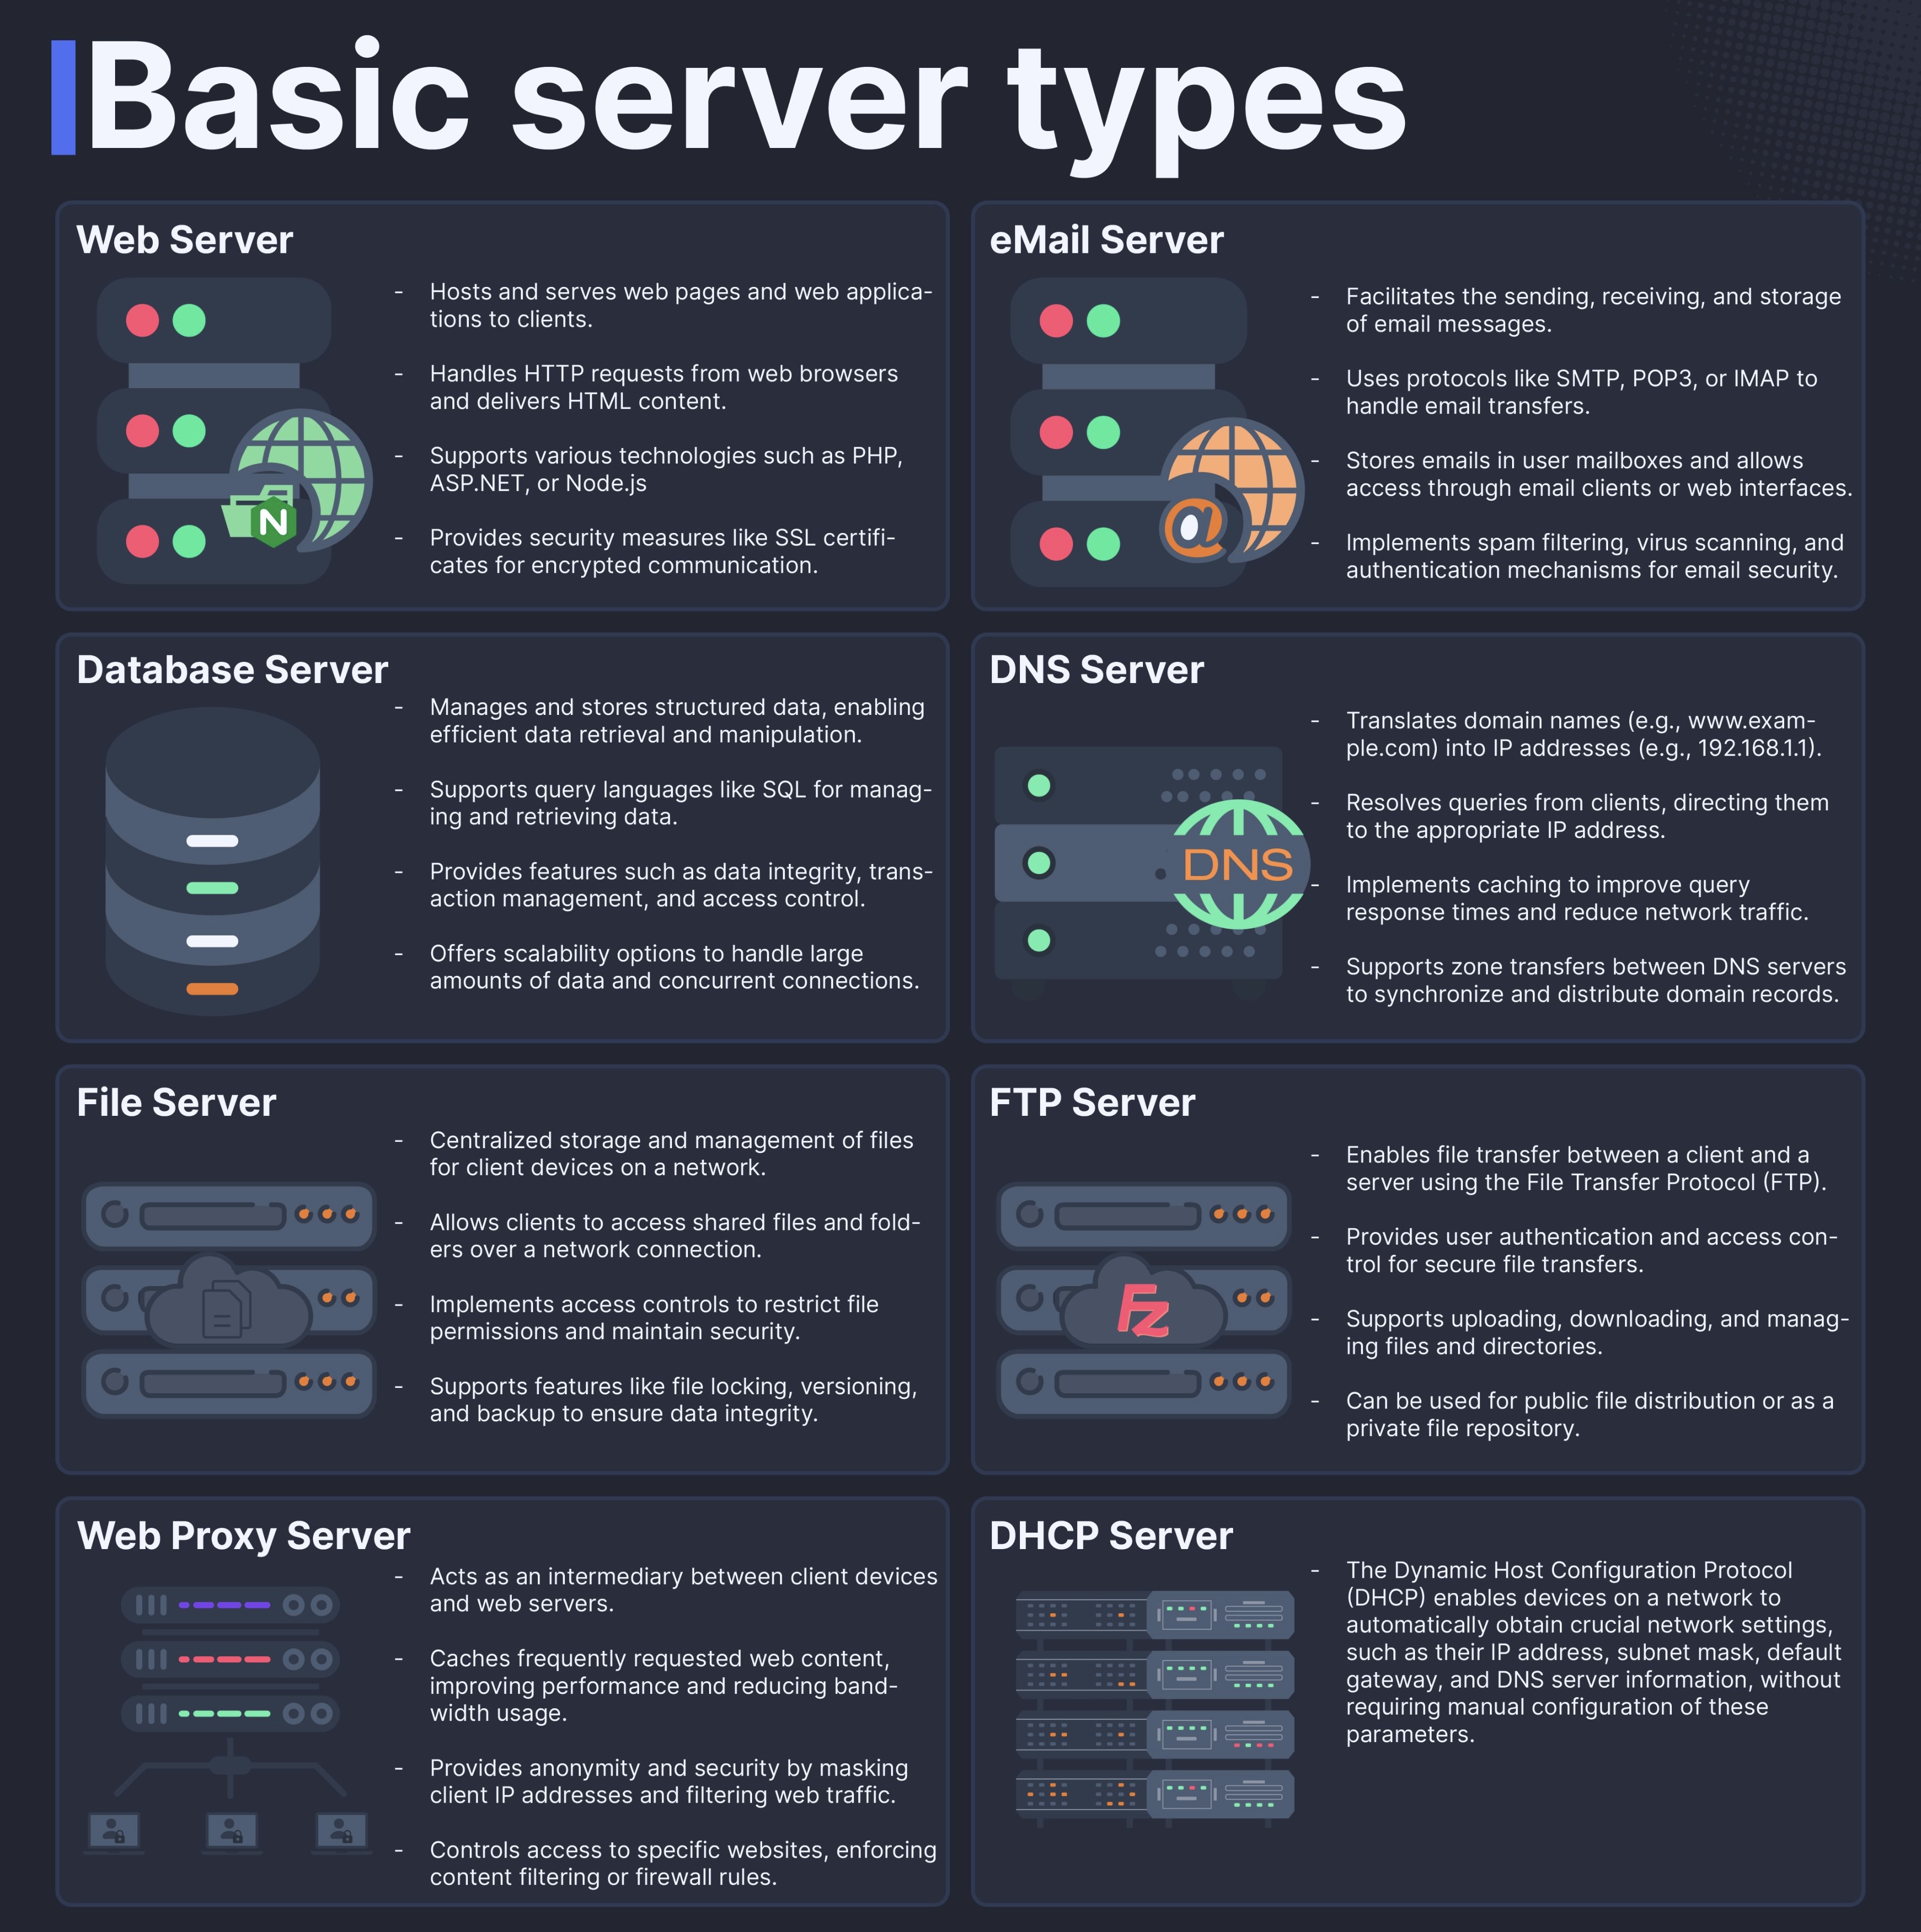 Basic server types
Web Server
- Hosts and serves web pages and web applica-
tions to clients.
- Handles HTTP requests from web browsers
and delivers HTML content.
- Supports various technologies such as PHP,
ASP.NET, or Node.js
- Provides security measures like SSL certifi-
cates for encrypted communication.
N
eMail Server
- Facilitates the sending, receiving, and storage
of email messages.
- Uses protocols like SMTP, POP3, or IMAP to
handle email transfers.
- Stores emails in user mailboxes and allows
access through email clients or web interfaces.
- Implements spam filtering, virus scanning, and
authentication mechanisms for email security.
@
Database Server
- Manages and stores structured data, enabling
efficient data retrieval and manipulation.
- Supports query languages like SQL for manag-
ing and retrieving data.
- Provides features such as data integrity, trans-
action management, and access control.
- Offers scalability options to handle large
amounts of data and concurrent connections.
DNS Server
- Translates domain names (e.g., www.exam-
ple.com) into IP addresses (e.g., 192.168.1.1).
- Resolves queries from clients, directing them
to the appropriate IP address.
- Implements caching to improve query
response times and reduce network traffic.
- Supports zone transfers between DNS servers
to synchronize and distribute domain records.
DNS
File Server
- Centralized storage and management of files
for client devices on a network.
- Allows clients to access shared files and fold-
ers over a network connection.
- Implements access controls to restrict file
permissions and maintain security.
- Supports features like file locking, versioning,
and backup to ensure data integrity.
FTP Server
- Enables file transfer between a client and a
server using the File Transfer Protocol (FTP).
- Provides user authentication and access con-
trol for secure file transfers.
- Supports uploading, downloading, and manag-
ing files and directories.
- Can be used for public file distribution or as a
private file repository.
Fz
Web Proxy Server
- Acts as an intermediary between client devices
and web servers.
- Caches frequently requested web content,
improving performance and reducing band-
width usage.
- Provides anonymity and security by masking
client IP addresses and filtering web traffic.
- Controls access to specific websites, enforcing
content filtering or firewall rules.
DHCP Server
- The Dynamic Host Configuration Protocol
(DHCP) enables devices on a network to
automatically obtain crucial network settings,
such as their IP address, subnet mask, default
gateway, and DNS server information, without
requiring manual configuration of these
parameters.